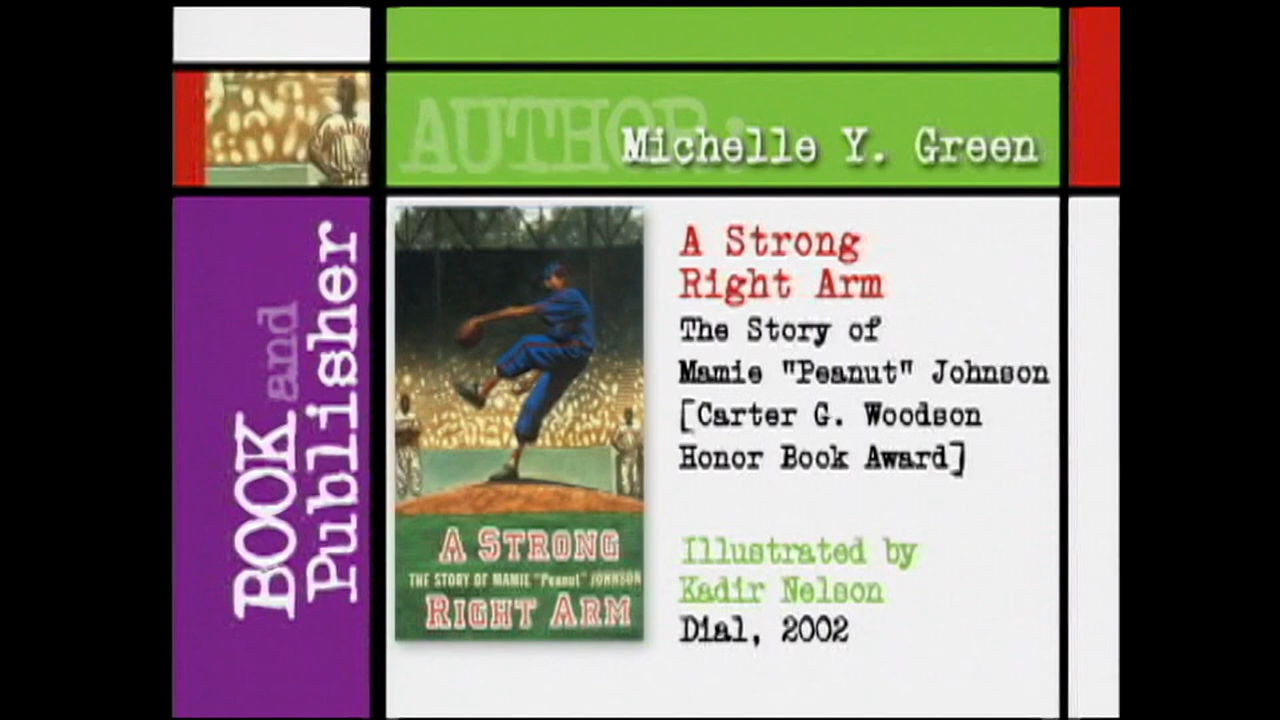 AUTHOR:
Michelle Y. Green
BOOK and
Publisher
A Strong
Right Arm
The Story of
Mamie "Peanut" Johnson
[Carter G. Woodson
Honor Book Award]
Illustrated by
Kadir Nelson
Dial, 2002
A STRONG
THE STORY OF MAMIE "Peanut" JOHNSON
RIGHT ARM